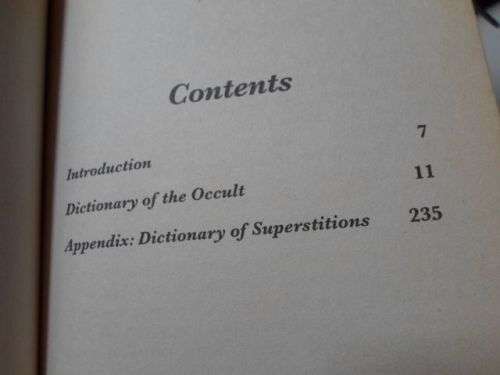 Contents
Introduction 7
Dictionary of the Occult 11
Appendix: Dictionary of Superstitions 235